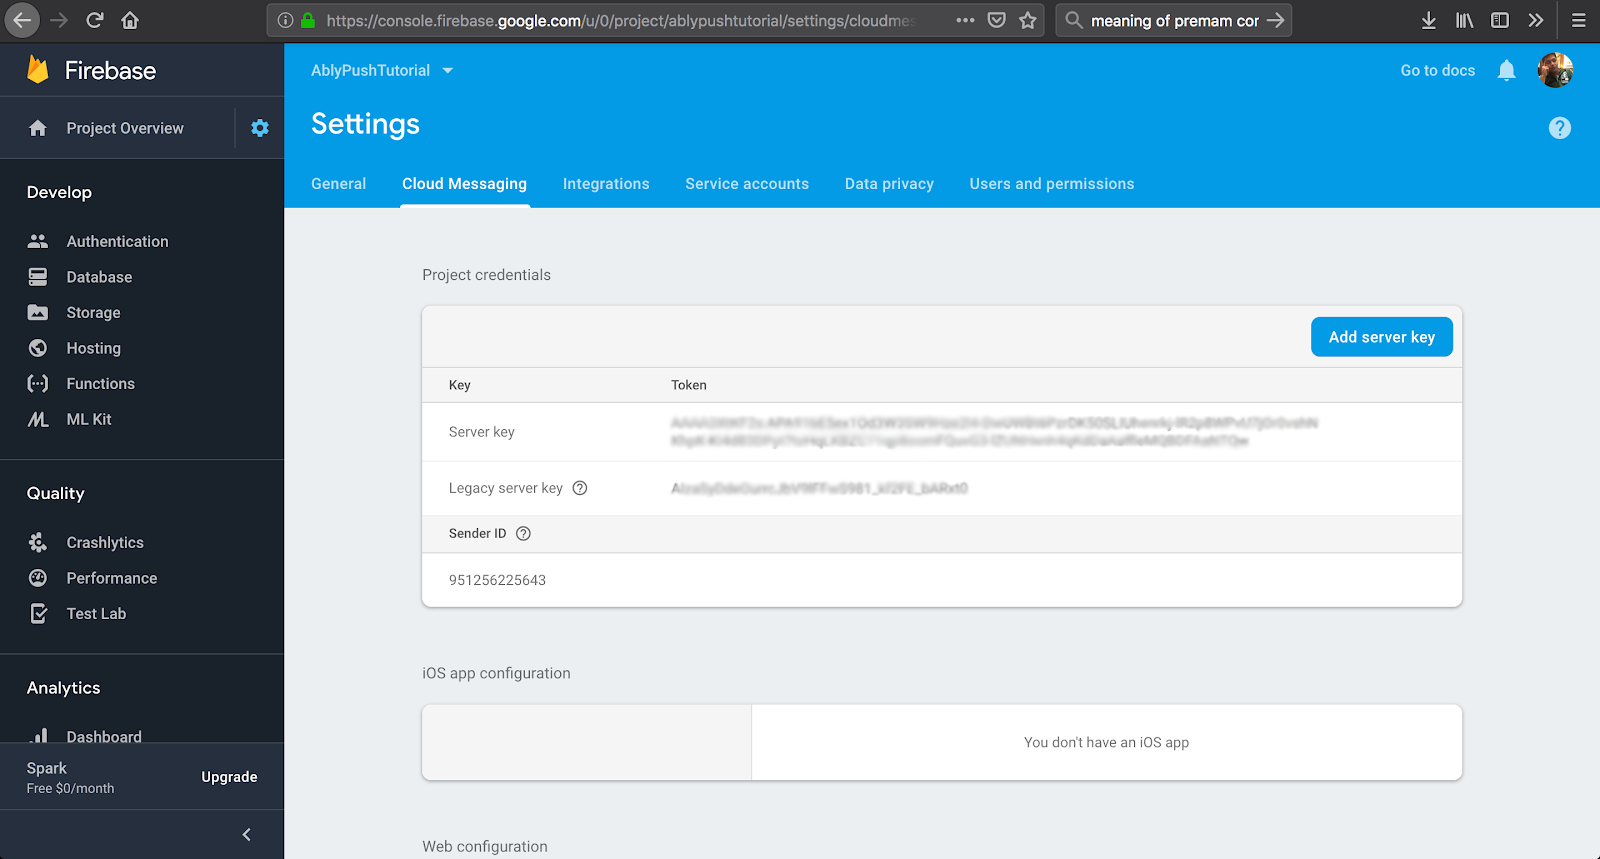 https://console.firebase.google.com/u/0/project/ablypushtutorial/settings/cloudmes
meaning of premam cor
Firebase
AblyPushTutorial
Go to docs
Project Overview
Settings
General
Cloud Messaging
Integrations
Service accounts
Data privacy
Users and permissions
Develop
Authentication
Database
Storage
Hosting
Functions
ML Kit
Quality
Crashlytics
Performance
Test Lab
Analytics
Dashboard
Spark
Free $0/month
Upgrade
Project credentials
Add server key
Key Token
Server key
Legacy server key
Sender ID
951256225643
iOS app configuration
You don't have an iOS app
Web configuration